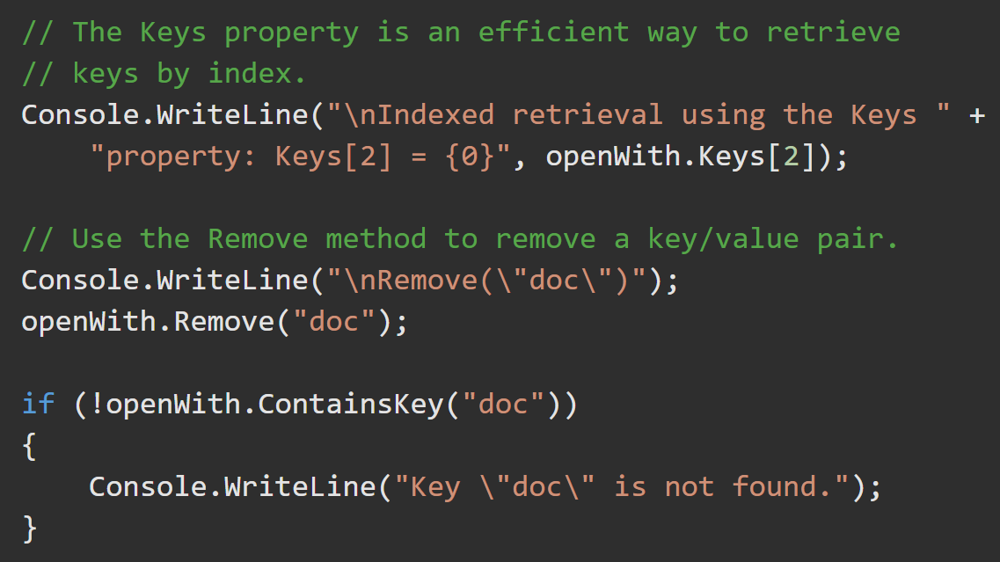 // The Keys property is an efficient way to retrieve
// keys by index.
Console.WriteLine("\nIndexed retrieval using the Keys " +
    "property: Keys[2] = {0}", openWith.Keys[2]);

// Use the Remove method to remove a key/value pair.
Console.WriteLine("\nRemove(\"doc\")");
openWith.Remove("doc");

if (!openWith.ContainsKey("doc"))
{
    Console.WriteLine("Key \"doc\" is not found.");
}